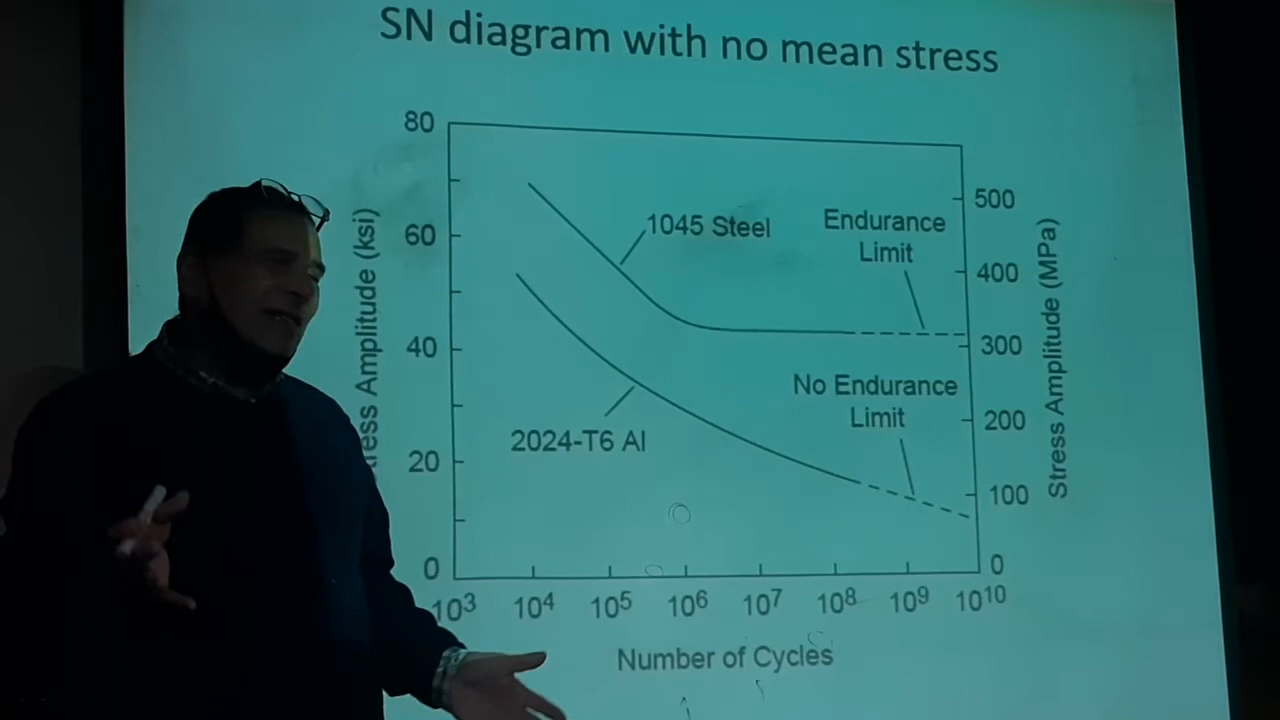 SN diagram with no mean stress
80
60
40
20
0
ress Amplitude (ksi)
1045 Steel
Endurance
Limit
2024-T6 Al
No Endurance
Limit
500
400
300
200
100
0
Stress Amplitude (MPa)
10³ 10⁴ 10⁵ 10⁶ 10⁷ 10⁸ 10⁹ 10¹⁰
Number of Cycles